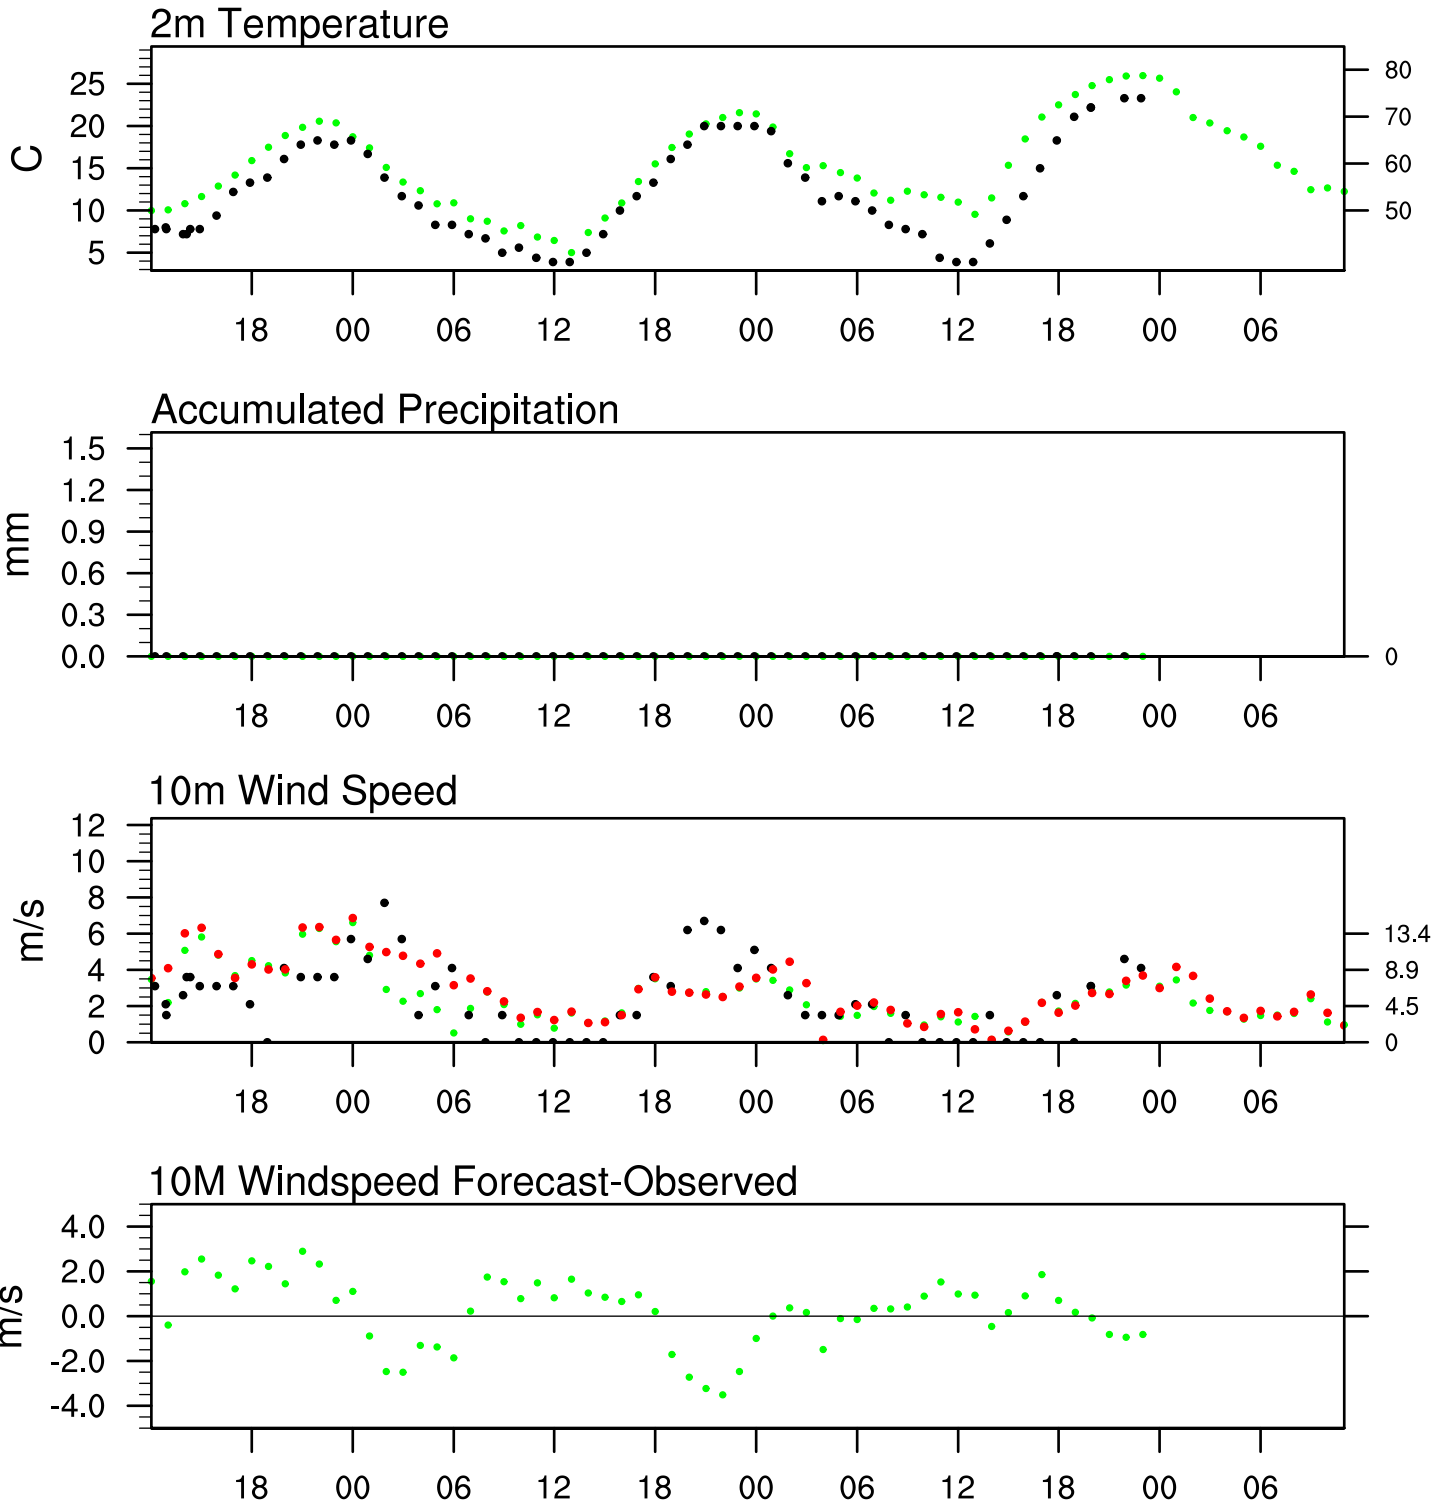 2m Temperature
25
20
15
10
5
C
80
70
60
50
18 00 06 12 18 00 06 12 18 00 06
Accumulated Precipitation
1.5
1.2
0.9
0.6
0.3
0.0
mm
0
18 00 06 12 18 00 06 12 18 00 06
10m Wind Speed
12
10
8
6
4
2
0
m/s
13.4
8.9
4.5
0
18 00 06 12 18 00 06 12 18 00 06
10M Windspeed Forecast-Observed
4.0
2.0
0.0
-2.0
-4.0
m/s
18 00 06 12 18 00 06 12 18 00 06